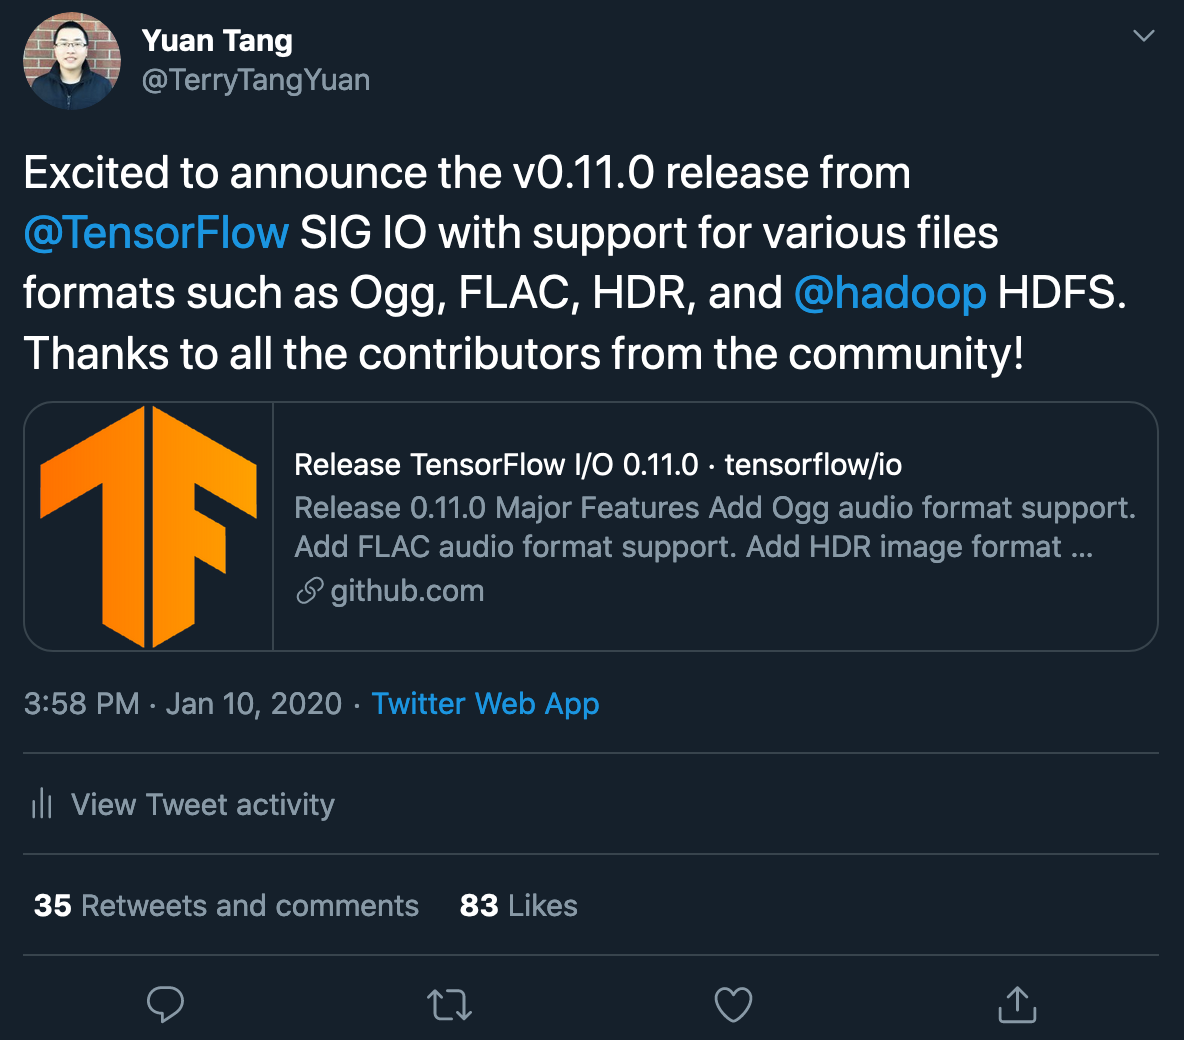 Yuan Tang
@TerryTangYuan
Excited to announce the v0.11.0 release from
@TensorFlow SIG IO with support for various files
formats such as Ogg, FLAC, HDR, and @hadoop HDFS.
Thanks to all the contributors from the community!
Release TensorFlow I/O 0.11.0 · tensorflow/io
Release 0.11.0 Major Features Add Ogg audio format support.
Add FLAC audio format support. Add HDR image format ...
github.com
3:58 PM · Jan 10, 2020 · Twitter Web App
View Tweet activity
35 Retweets and comments 83 Likes